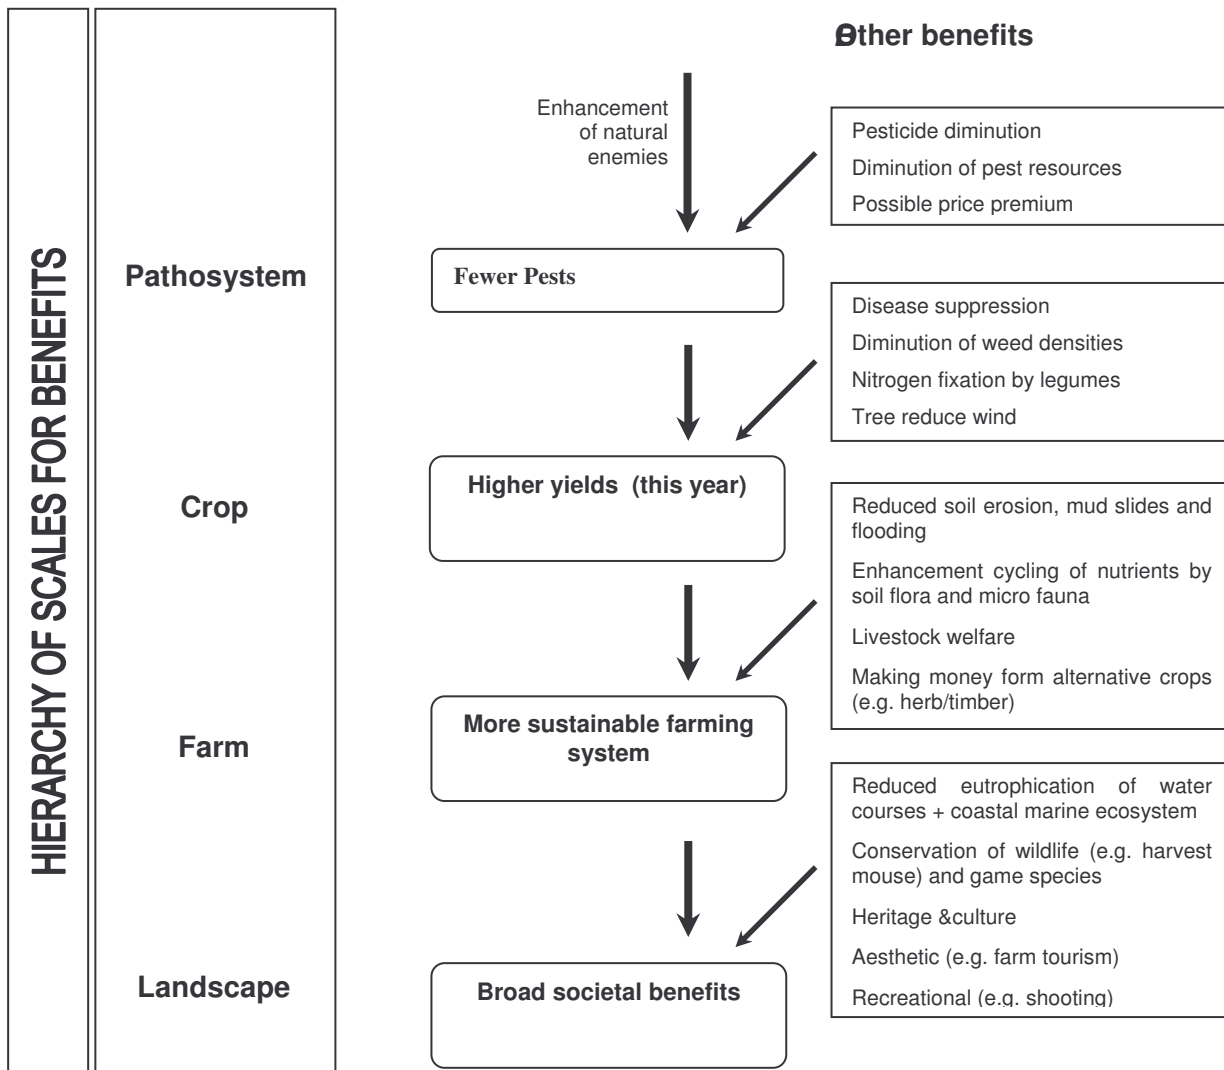 HIERARCHY OF SCALES FOR BENEFITS
Other benefits
Enhancement
of natural
enemies
Pesticide diminution
Diminution of pest resources
Possible price premium
Pathosystem
Fewer Pests
Disease suppression
Diminution of weed densities
Nitrogen fixation by legumes
Tree reduce wind
Crop
Higher yields (this year)
Reduced soil erosion, mud slides and
flooding
Enhancement cycling of nutrients by
soil flora and micro fauna
Livestock welfare
Making money form alternative crops
(e.g. herb/timber)
Farm
More sustainable farming
system
Reduced eutrophication of water
courses + coastal marine ecosystem
Conservation of wildlife (e.g. harvest
mouse) and game species
Heritage &culture
Aesthetic (e.g. farm tourism)
Recreational (e.g. shooting)
Landscape
Broad societal benefits